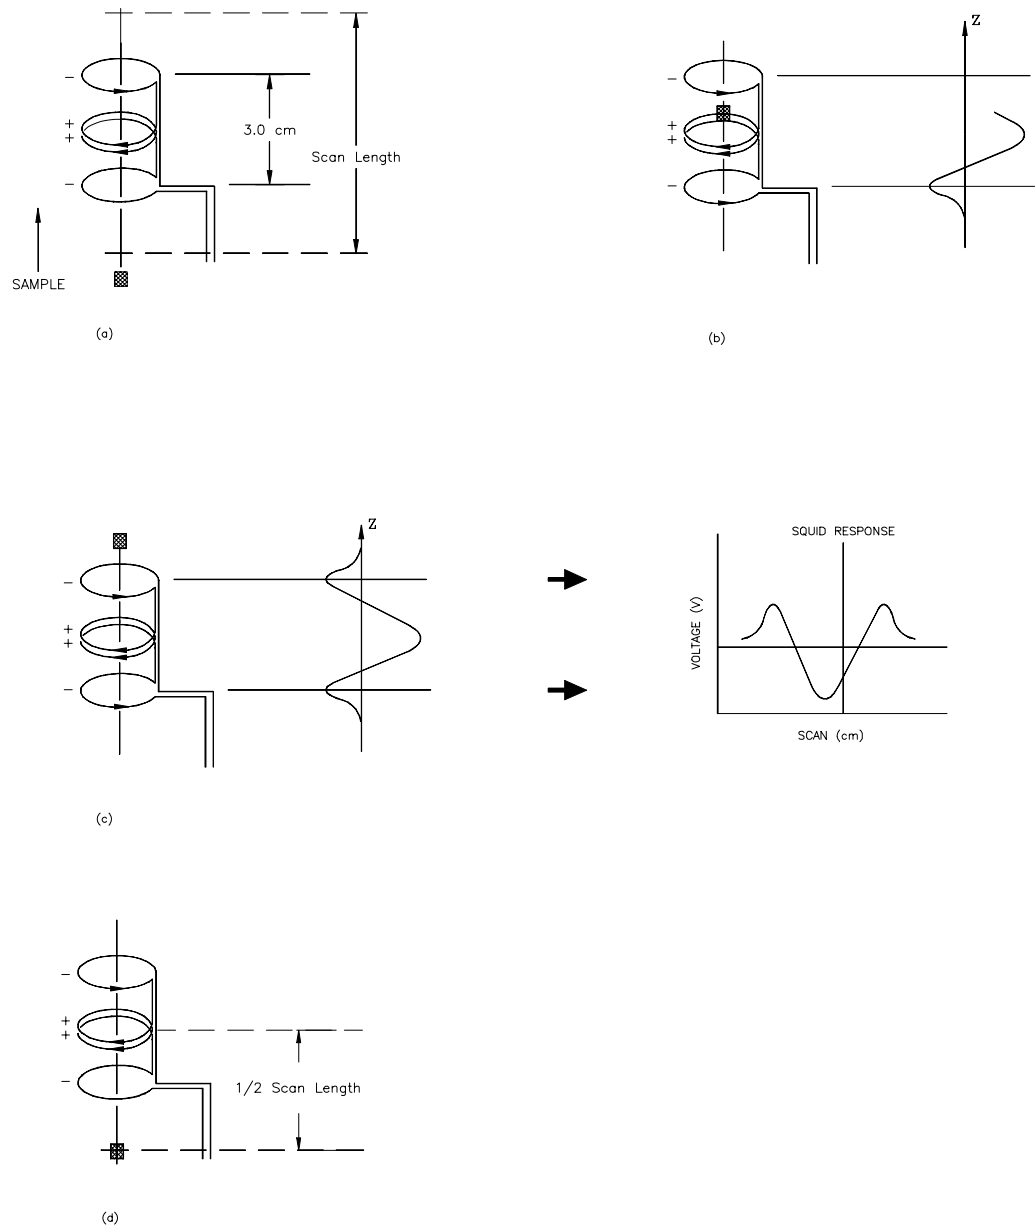 −
+
+
−
3.0 cm
Scan Length
SAMPLE
(a)
Z
−
+
+
−
(b)
Z
−
+
+
−
(c)
SQUID RESPONSE
VOLTAGE (V)
SCAN (cm)
−
+
+
−
1/2 Scan Length
(d)